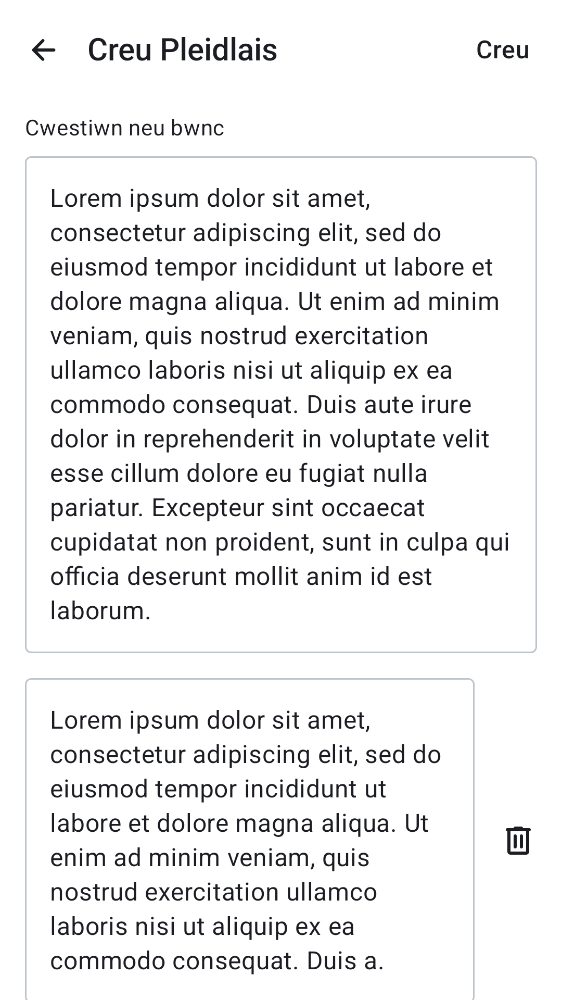 Creu Pleidlais
Creu
Cwestiwn neu bwnc
Lorem ipsum dolor sit amet,
consectetur adipiscing elit, sed do
eiusmod tempor incididunt ut labore et
dolore magna aliqua. Ut enim ad minim
veniam, quis nostrud exercitation
ullamco laboris nisi ut aliquip ex ea
commodo consequat. Duis aute irure
dolor in reprehenderit in voluptate velit
esse cillum dolore eu fugiat nulla
pariatur. Excepteur sint occaecat
cupidatat non proident, sunt in culpa qui
officia deserunt mollit anim id est
laborum.
Lorem ipsum dolor sit amet,
consectetur adipiscing elit, sed do
eiusmod tempor incididunt ut
labore et dolore magna aliqua. Ut
enim ad minim veniam, quis
nostrud exercitation ullamco
laboris nisi ut aliquip ex ea
commodo consequat. Duis a.